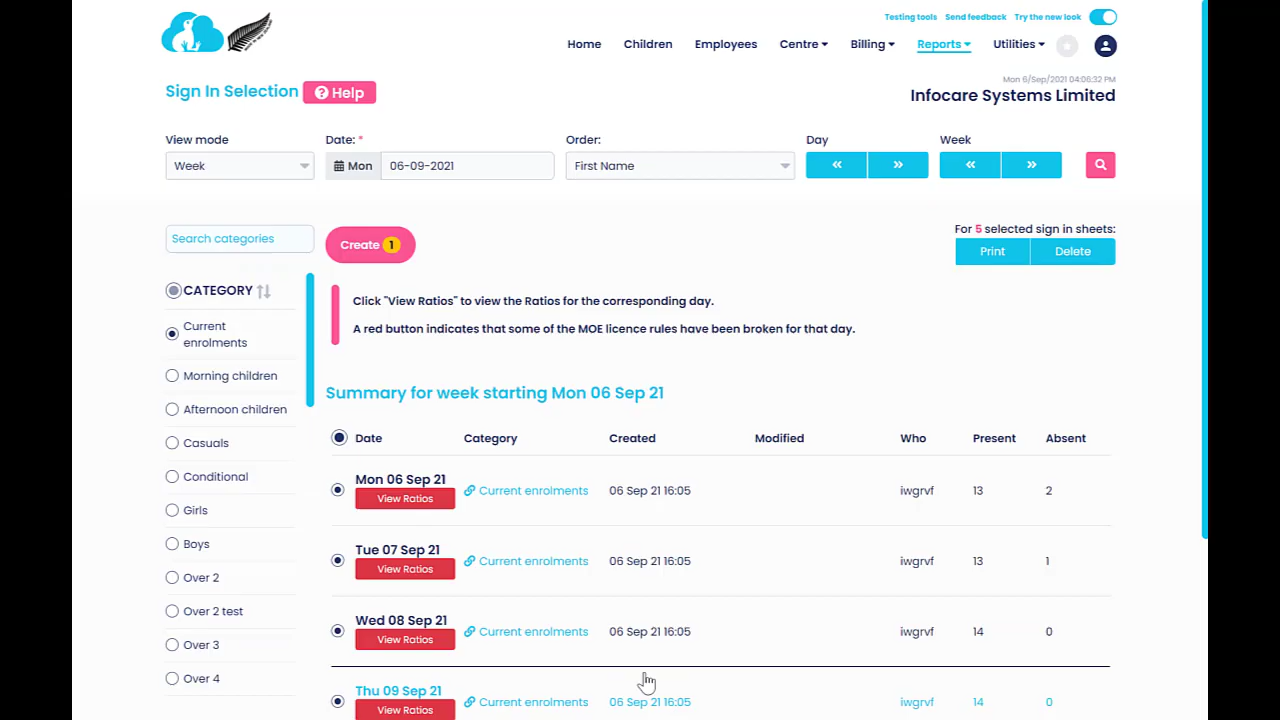 Testing tools Send feedback Try the new look
Home Children Employees Centre Billing Reports Utilities
Mon 6/Sep/2021 04:06:32 PM
Sign In Selection Help
Infocare Systems Limited
View mode Date: * Order: Day Week
Week Mon 06-09-2021 First Name « » « »
Search categories
Create 1
For 5 selected sign in sheets:
Print Delete
CATEGORY
Current
enrolments
Morning children
Afternoon children
Casuals
Conditional
Girls
Boys
Over 2
Over 2 test
Over 3
Over 4
Click "View Ratios" to view the Ratios for the corresponding day.
A red button indicates that some of the MOE licence rules have been broken for that day.
Summary for week starting Mon 06 Sep 21
Date Category Created Modified Who Present Absent
Mon 06 Sep 21
View Ratios Current enrolments 06 Sep 21 16:05 iwgrvf 13 2
Tue 07 Sep 21
View Ratios Current enrolments 06 Sep 21 16:05 iwgrvf 13 1
Wed 08 Sep 21
View Ratios Current enrolments 06 Sep 21 16:05 iwgrvf 14 0
Thu 09 Sep 21
View Ratios Current enrolments 06 Sep 21 16:05 iwgrvf 14 0